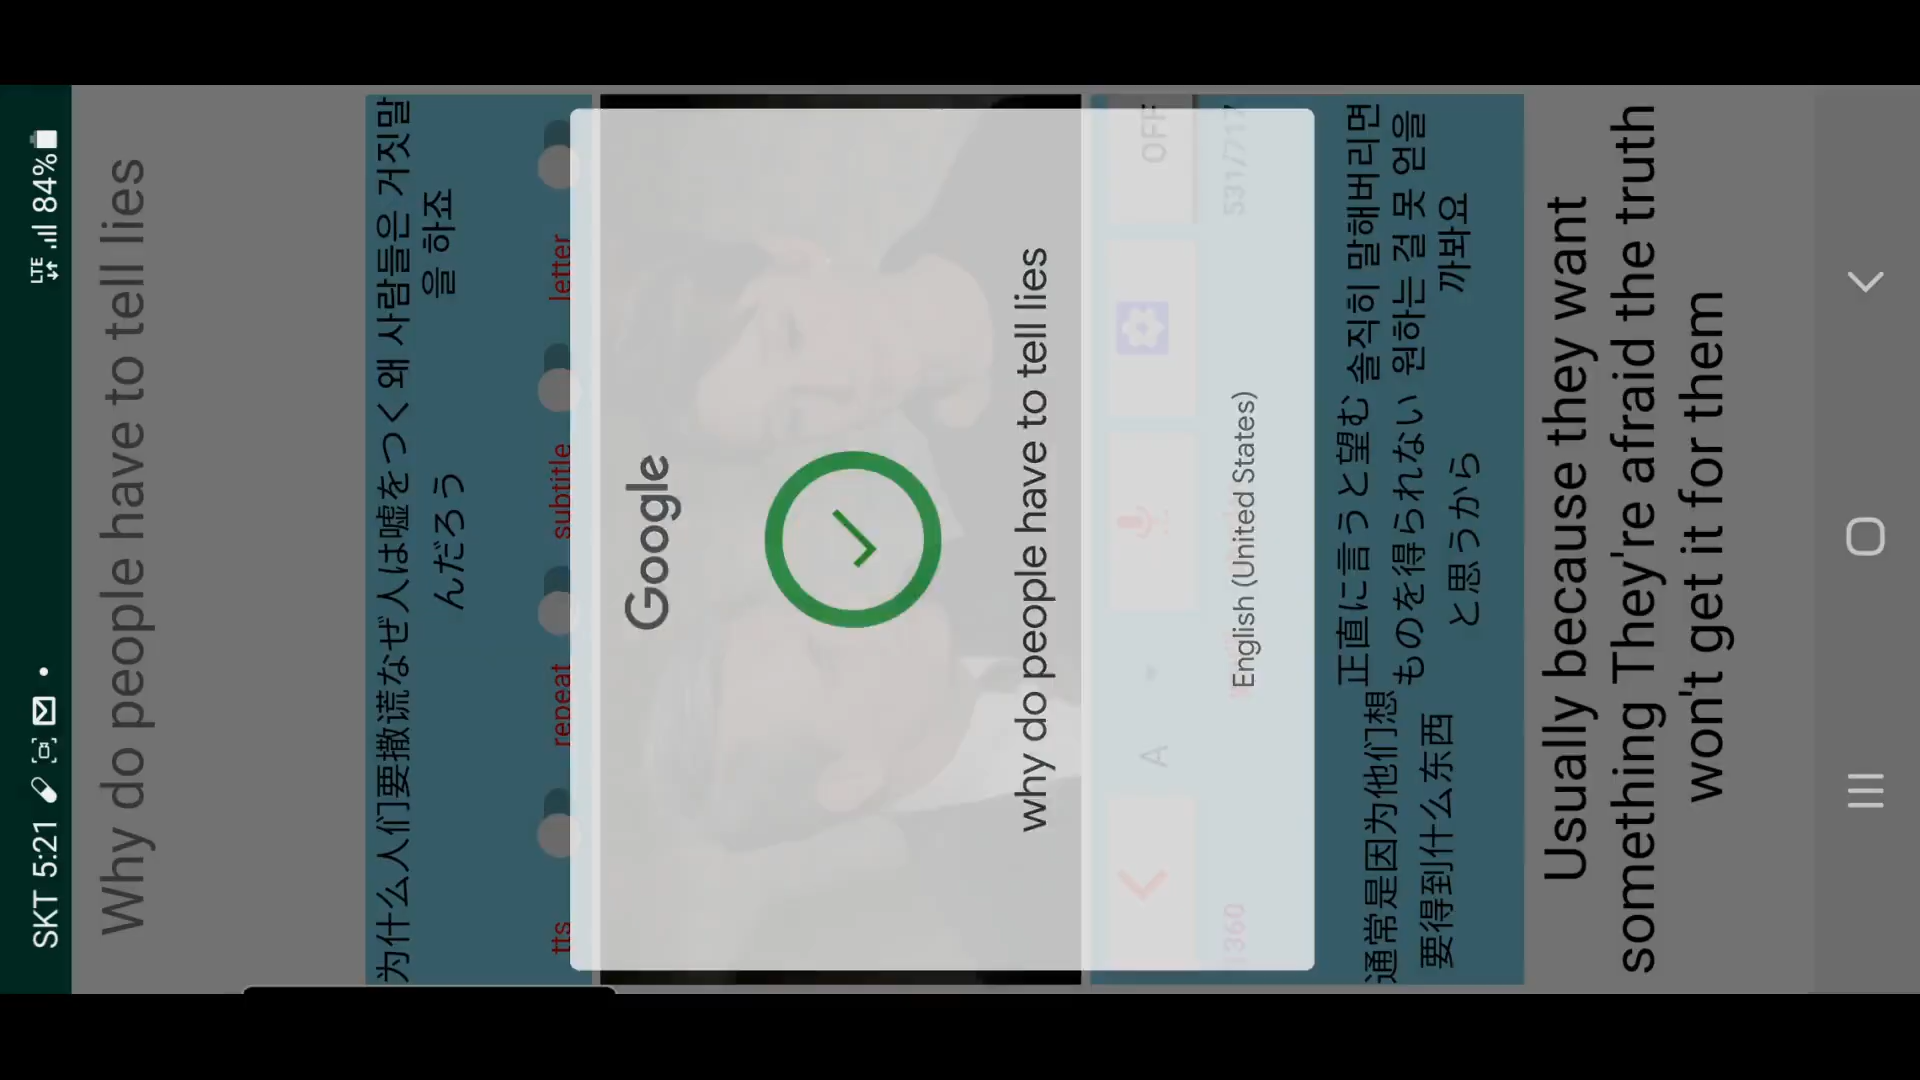 SKT 5:21 LTE 84%
Why do people have to tell lies
为什么人们要撒谎
なぜ人は嘘をつく
んだろう
왜 사람들은 거짓말
을 하죠
tts repeat subtitle letter
Google
why do people have to tell lies
A OFF
English (United States)
1360 531/717
通常是因为他们想
要得到什么东西
正直に言うと望む
ものを得られない
と思うから
솔직히 말해버리면
원하는 걸 못 얻을
까봐요
Usually because they want
something They're afraid the truth
won't get it for them